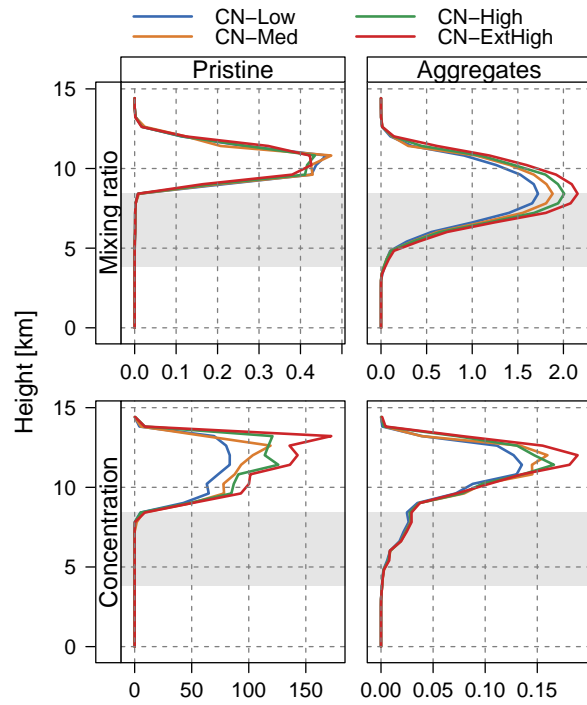 CN−Low CN−High
CN−Med CN−ExtHigh
Pristine Aggregates
Height [km]
Mixing ratio
15
10
5
0
0.0 0.1 0.2 0.3 0.4 0.0 0.5 1.0 1.5 2.0
Concentration
15
10
5
0
0 50 100 150 0.00 0.05 0.10 0.15